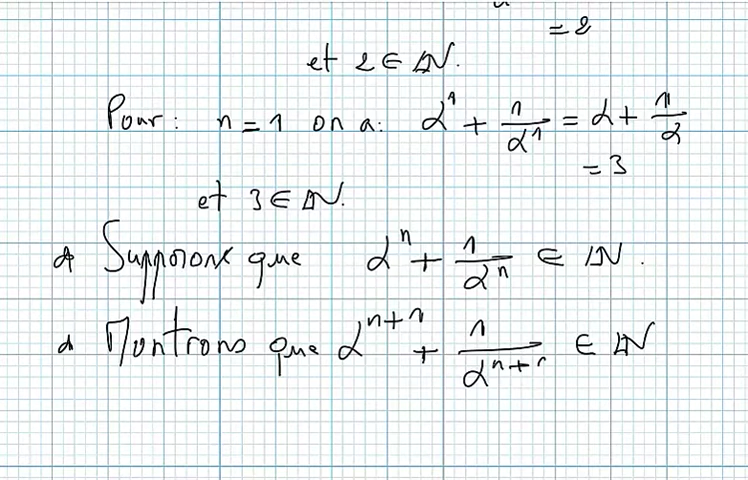 = 2
et 2 ∈ ℕ.
Pour : n = 1 on a : α¹ + 1/α¹ = α + 1/α
= 3
et 3 ∈ ℕ.
Supposons que αⁿ + 1/αⁿ ∈ ℕ.
Montrons que αⁿ⁺¹ + 1/αⁿ⁺¹ ∈ ℕ